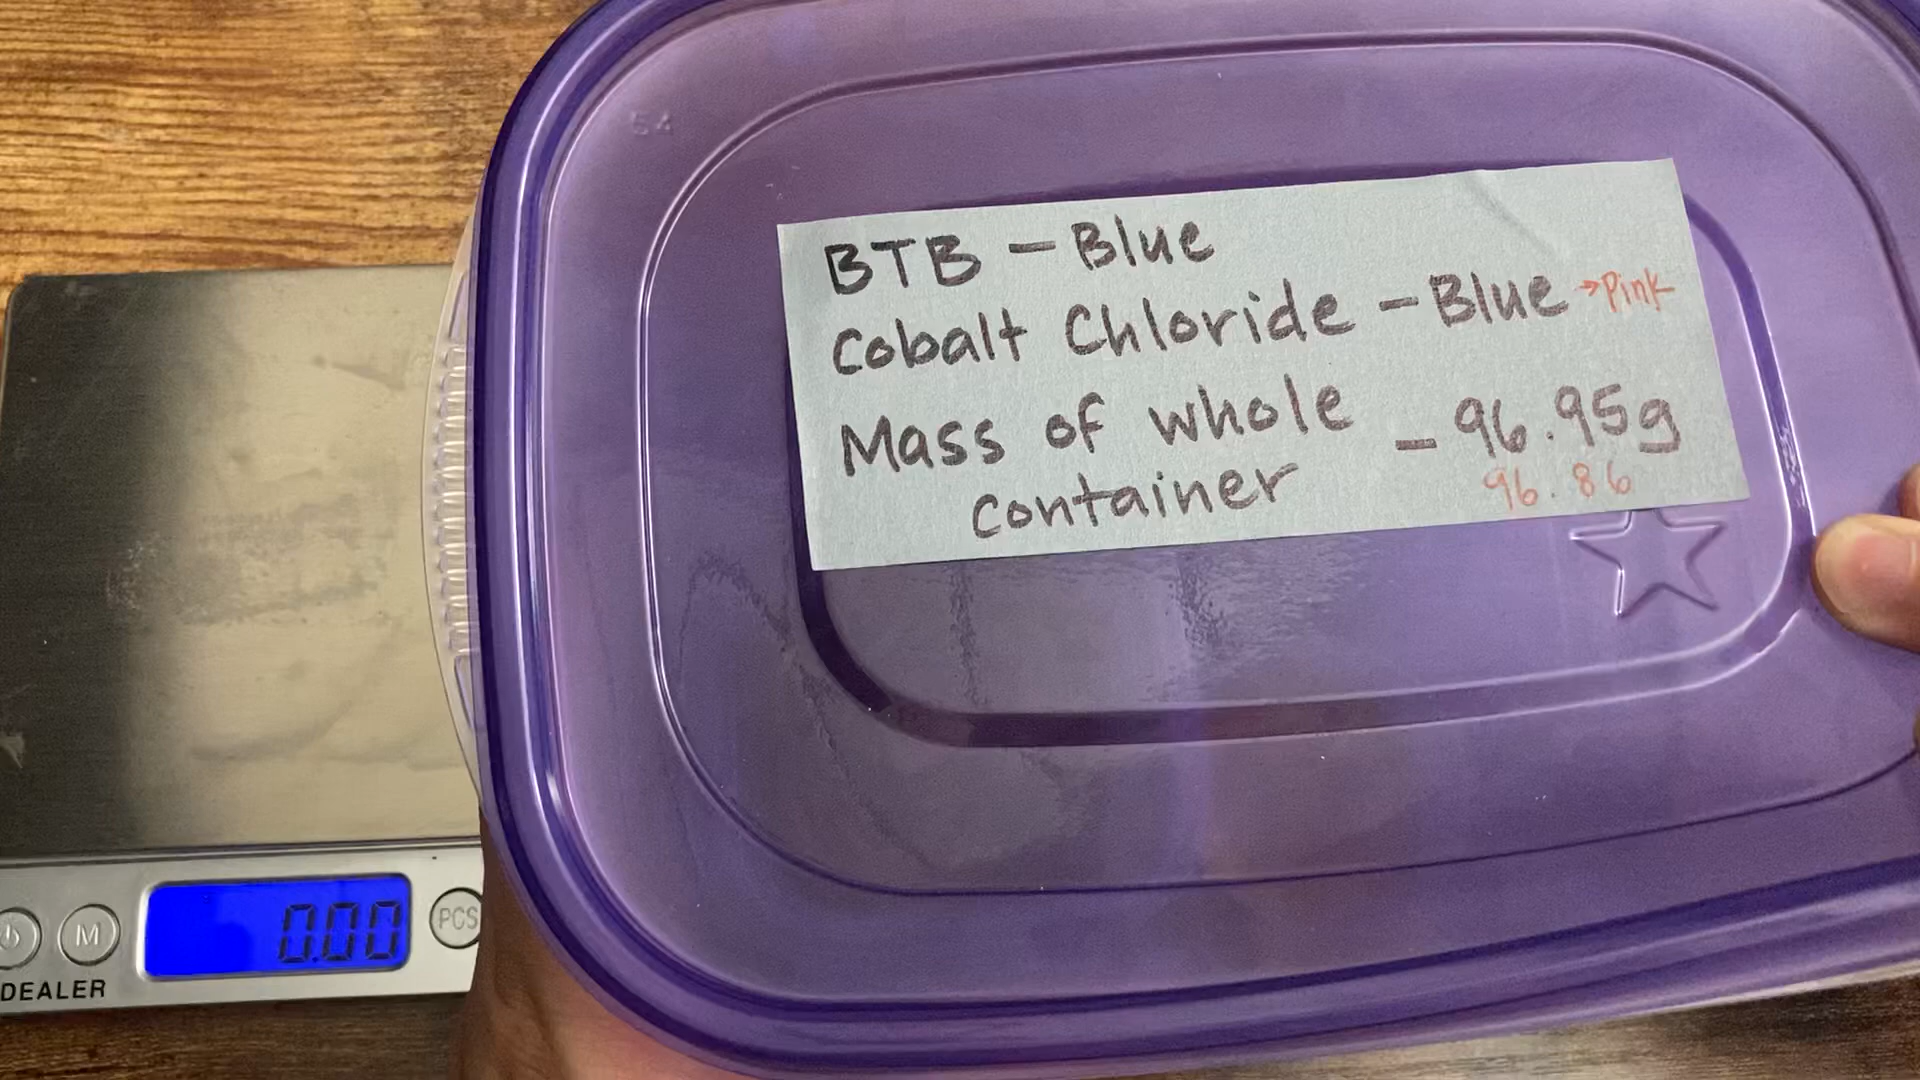 54
BTB - Blue
Cobalt Chloride - Blue → Pink
Mass of whole - 96.95g
container 96.86
0.00
PCS
M
DEALER